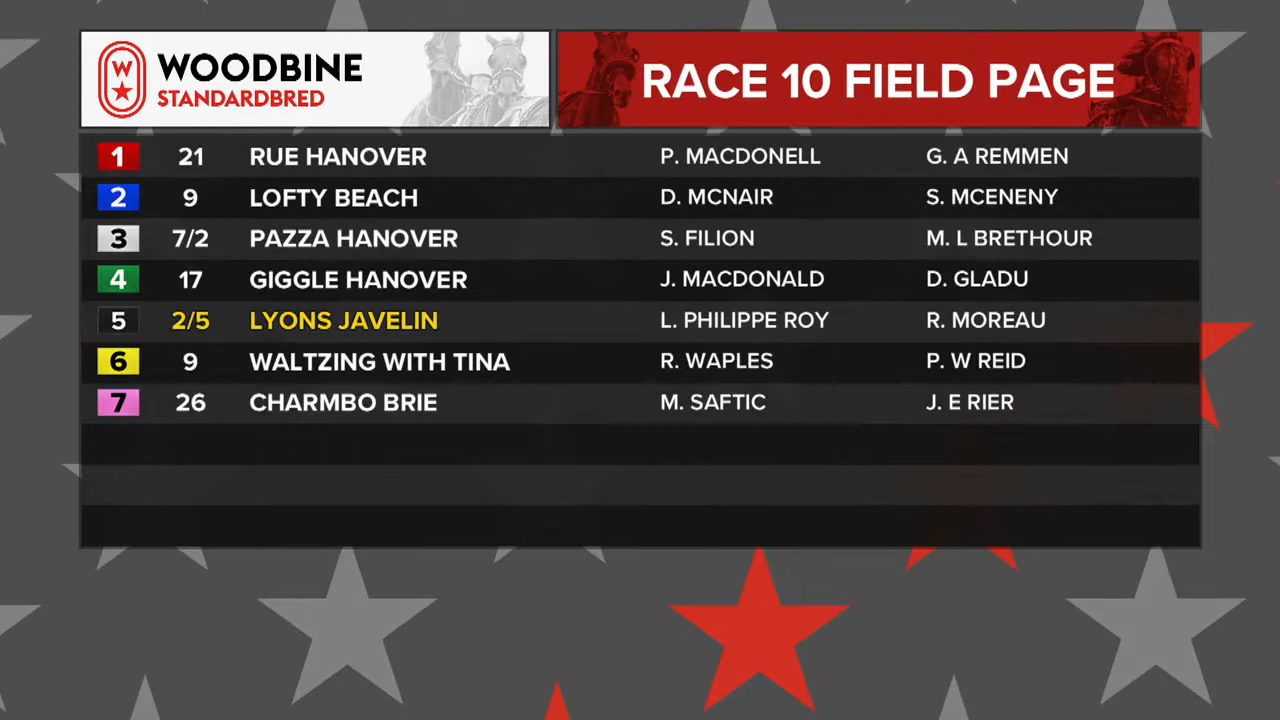 W
WOODBINE
STANDARDBRED
RACE 10 FIELD PAGE
1 21 RUE HANOVER P. MACDONELL G. A REMMEN
2 9 LOFTY BEACH D. MCNAIR S. MCENENY
3 7/2 PAZZA HANOVER S. FILION M. L BRETHOUR
4 17 GIGGLE HANOVER J. MACDONALD D. GLADU
5 2/5 LYONS JAVELIN L. PHILIPPE ROY R. MOREAU
6 9 WALTZING WITH TINA R. WAPLES P. W REID
7 26 CHARMBO BRIE M. SAFTIC J. E RIER